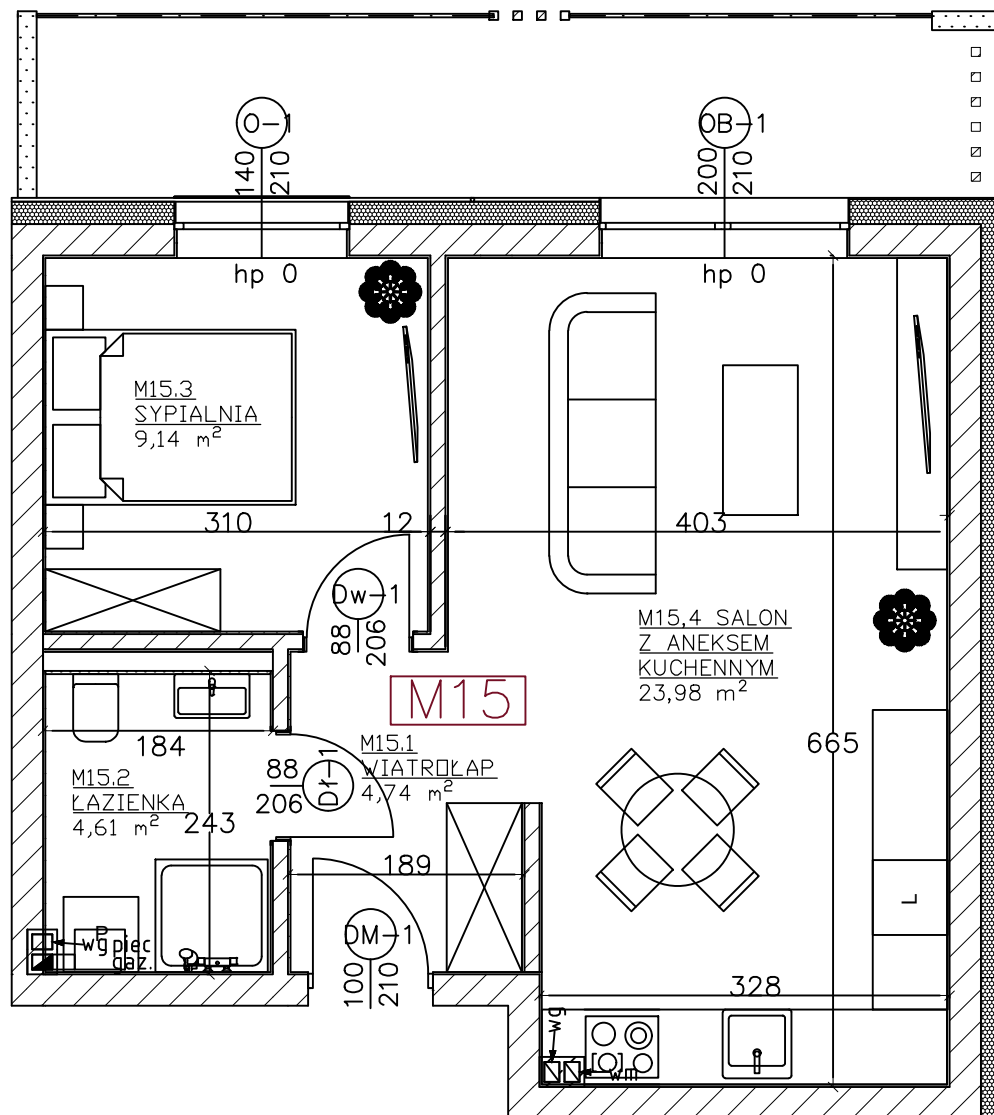 O-1
140
210
OB-1
200
210
hp 0
hp 0
M15.3
SYPIALNIA
9,14 m²
310
12
403
Dw-1
88
206
M15,4 SALON
Z ANEKSEM
KUCHENNYM
23,98 m²
M15
184
M15.1
WIATROŁAP
4,74 m²
665
88
206
Dł-1
M15.2
ŁAZIENKA
4,61 m²
243
189
L
DM-1
100
210
P
wg
piec
gaz.
328
wg
wm